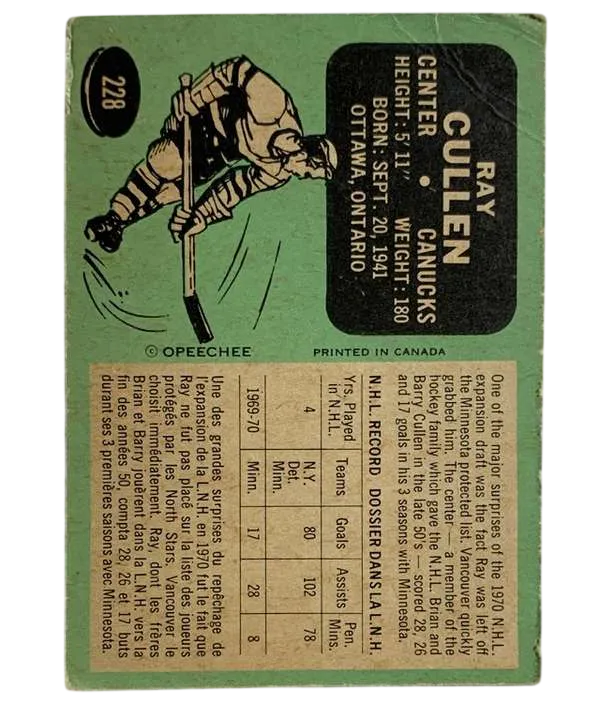 228
RAY
CULLEN
CENTER • CANUCKS
HEIGHT: 5' 11" WEIGHT: 180
BORN: SEPT. 20, 1941
OTTAWA, ONTARIO
© OPEECHEE
PRINTED IN CANADA
One of the major surprises of the 1970 N.H.L.
expansion draft was the fact Ray was left off
the Minnesota protected list. Vancouver quickly
grabbed him. The center — a member of the
hockey family which gave the N.H.L. Brian and
Barry Cullen in the late 50's — scored 28, 26
and 17 goals in his 3 seasons with Minnesota.
N.H.L. RECORD DOSSIER DANS LA L.N.H.
Yrs. Played in N.H.L. Teams Goals Assists Pen. Mins.
4 N.Y. Det. Minn. 80 102 78
1969-70 Minn. 17 28 8
Une des grandes surprises du repêchage de
l'expansion de la L.N.H. en 1970 fut le fait que
Ray ne fut pas placé sur la liste des joueurs
protégés par les North Stars. Vancouver le
choisit immédiatement. Ray, dont les frères
Brian et Barry jouèrent dans la L.N.H. vers la
fin des années 50, compta 28, 26 et 17 buts
durant ses 3 premières saisons avec Minnesota.